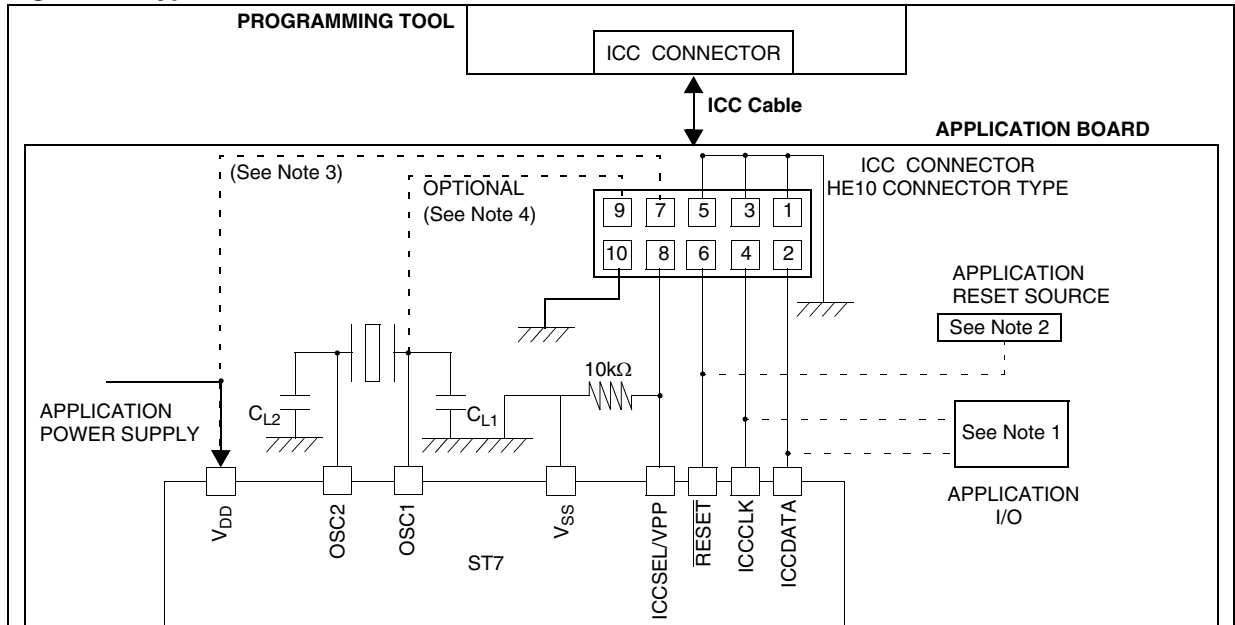 PROGRAMMING TOOL
ICC CONNECTOR
ICC Cable
APPLICATION BOARD
(See Note 3)
OPTIONAL
(See Note 4)
ICC CONNECTOR
HE10 CONNECTOR TYPE
9 7 5 3 1
10 8 6 4 2
APPLICATION
RESET SOURCE
See Note 2
10kΩ
APPLICATION
POWER SUPPLY
CL2
CL1
See Note 1
APPLICATION
I/O
VDD
OSC2
OSC1
VSS
ICCSEL/VPP
RESET
ICCCLK
ICCDATA
ST7